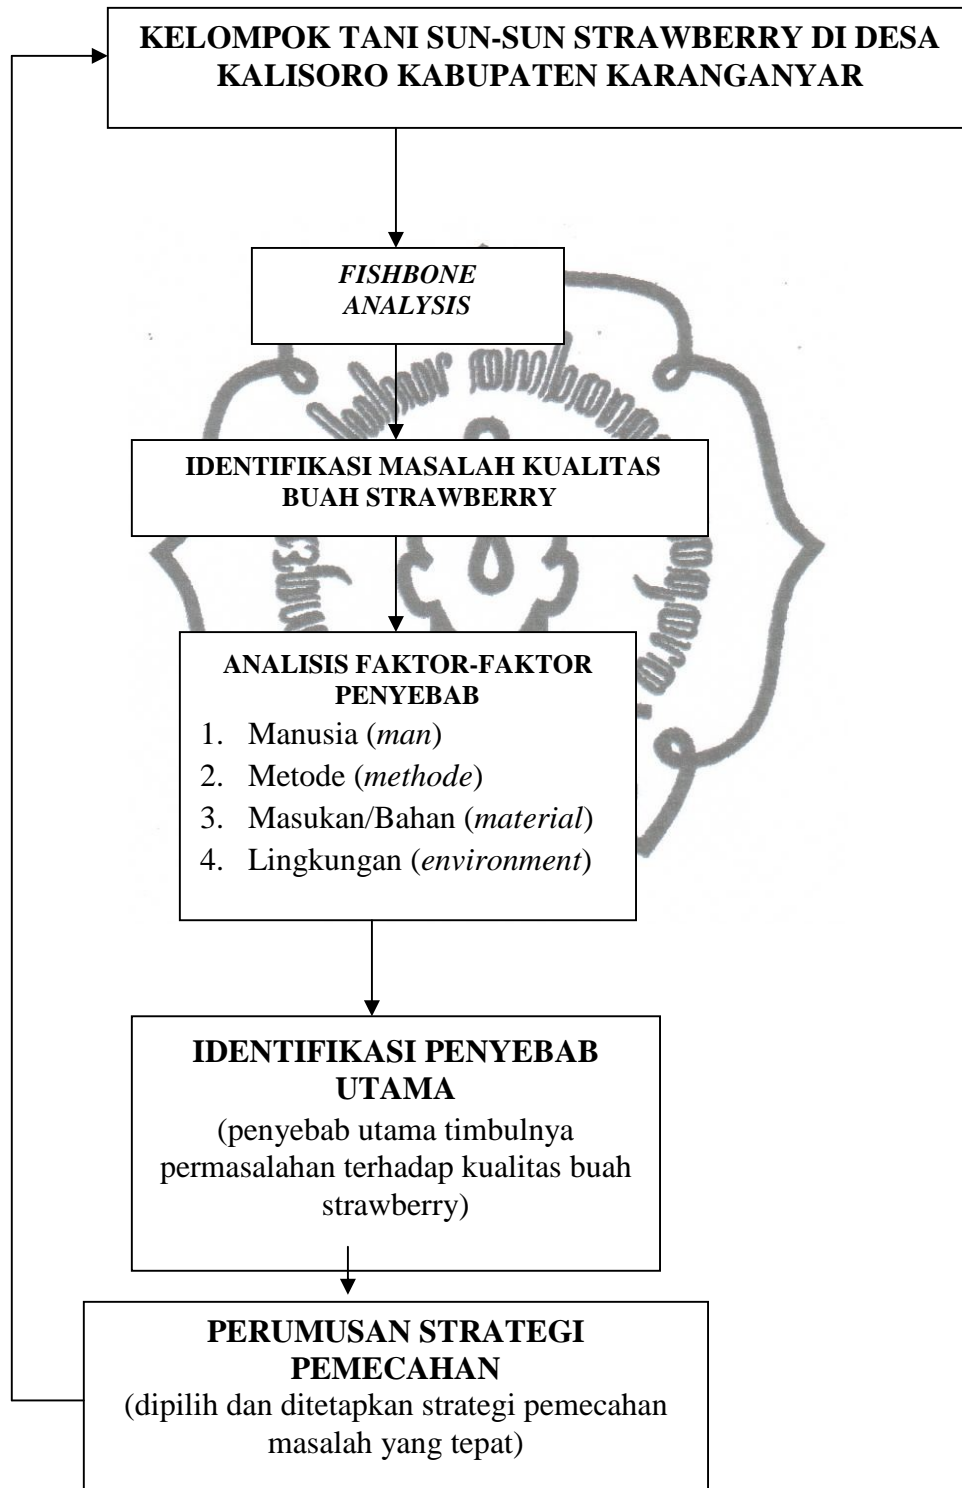 KELOMPOK TANI SUN-SUN STRAWBERRY DI DESA
KALISORO KABUPATEN KARANGANYAR
FISHBONE
ANALYSIS
IDENTIFIKASI MASALAH KUALITAS
BUAH STRAWBERRY
ANALISIS FAKTOR-FAKTOR
PENYEBAB
1. Manusia (man)
2. Metode (methode)
3. Masukan/Bahan (material)
4. Lingkungan (environment)
IDENTIFIKASI PENYEBAB
UTAMA
(penyebab utama timbulnya
permasalahan terhadap kualitas buah
strawberry)
PERUMUSAN STRATEGI
PEMECAHAN
(dipilih dan ditetapkan strategi pemecahan
masalah yang tepat)